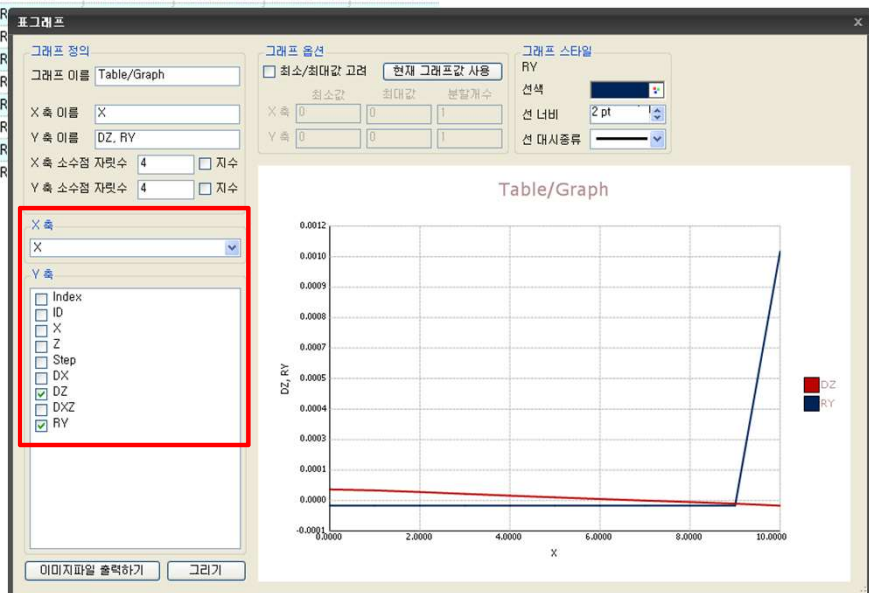 표그래프
그래프 정의
그래프 이름 Table/Graph
X 축 이름 X
Y 축 이름 DZ, RY
X 축 소수점 자릿수 4 지수
Y 축 소수점 자릿수 4 지수
X 축
X
Y 축
Index
ID
X
Z
Step
DX
DZ
DXZ
RY
이미지파일 출력하기 그리기
그래프 옵션
최소/최대값 고려 현재 그래프값 사용
최소값 최대값 분할개수
X 축 0 0 1
Y 축 0 0 1
그래프 스타일
RY
선색
선 너비 2 pt
선 대시종류
Table/Graph
0.0012
0.0010
0.0009
0.0008
0.0007
0.0005
0.0004
0.0003
0.0001
0.0000
-0.0001
DZ, RY
0.0000 2.0000 4.0000 6.0000 8.0000 10.0000
X
DZ
RY